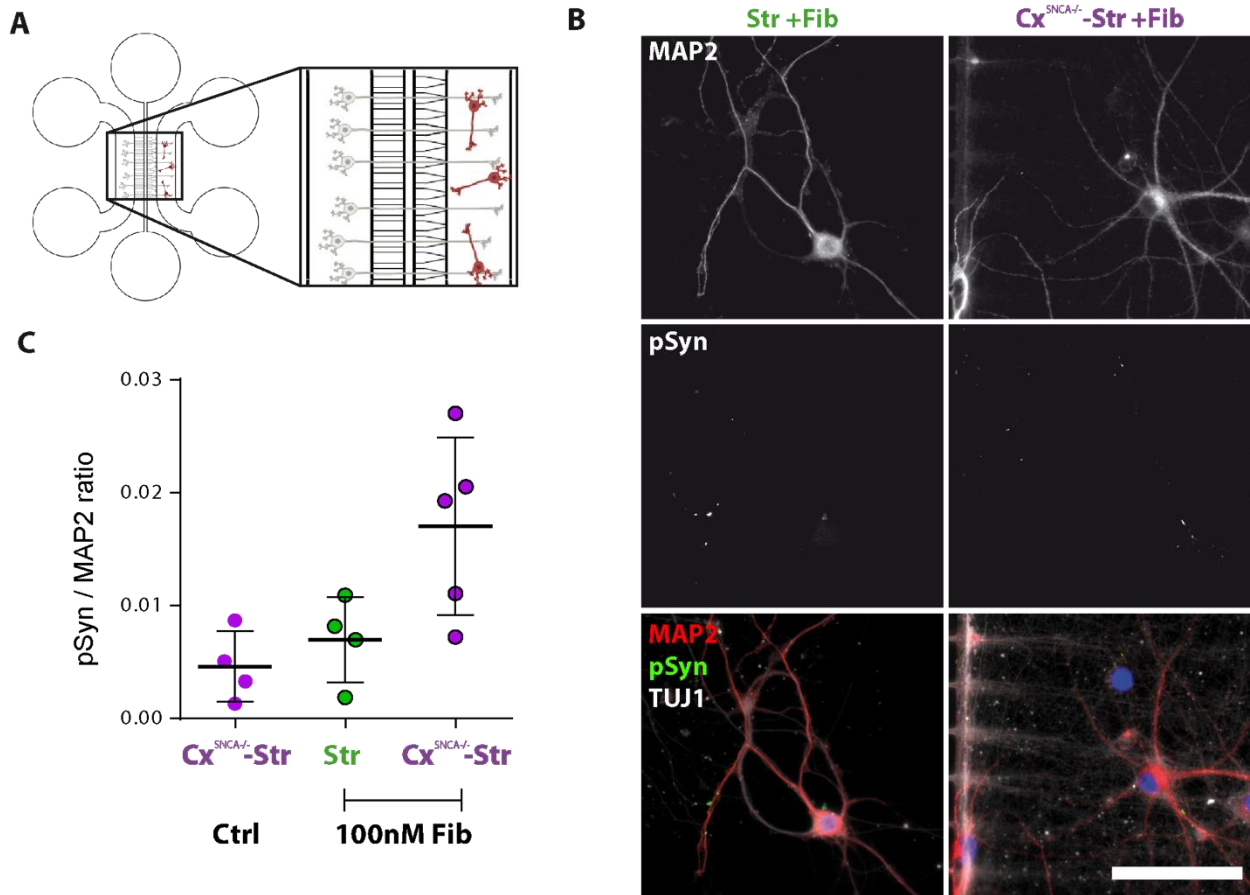 A
B
Str +Fib
Cx^SNCA-/- -Str +Fib
MAP2
pSyn
MAP2
pSyn
TUJ1
C
pSyn / MAP2 ratio
0.03
0.02
0.01
0.00
Cx^SNCA-/- -Str
Str
Cx^SNCA-/- -Str
Ctrl
100nM Fib